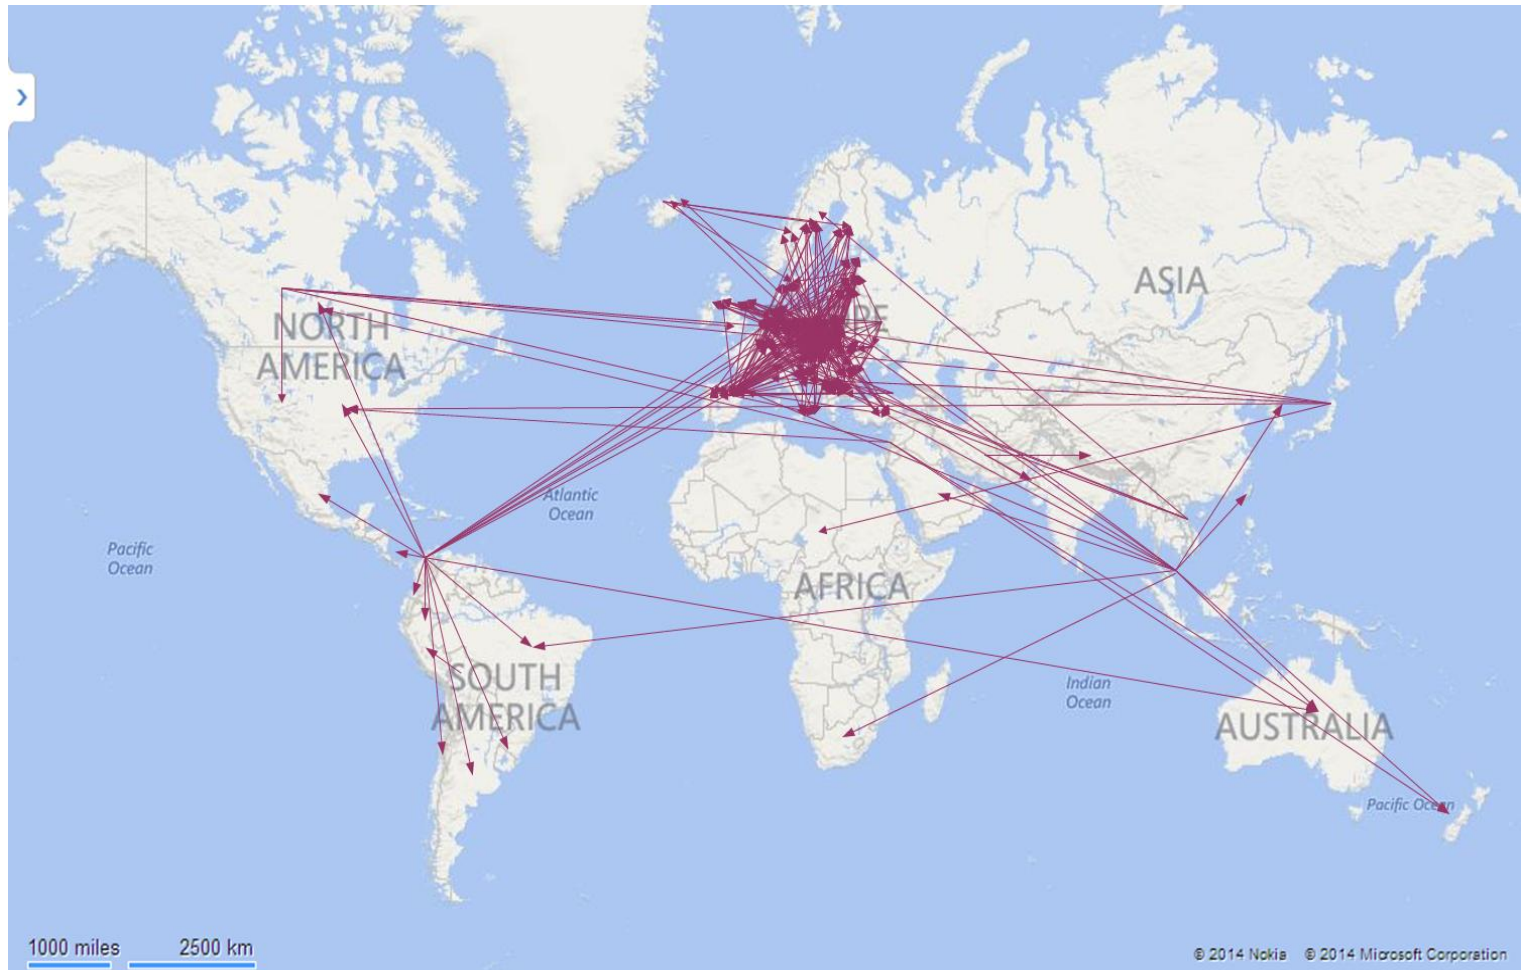 ASIA
NORTH
AMERICA
PE
Atlantic
Ocean
Pacific
Ocean
AFRICA
SOUTH
AMERICA
Indian
Ocean
AUSTRALIA
Pacific Ocean
1000 miles 2500 km
© 2014 Nokia © 2014 Microsoft Corporation